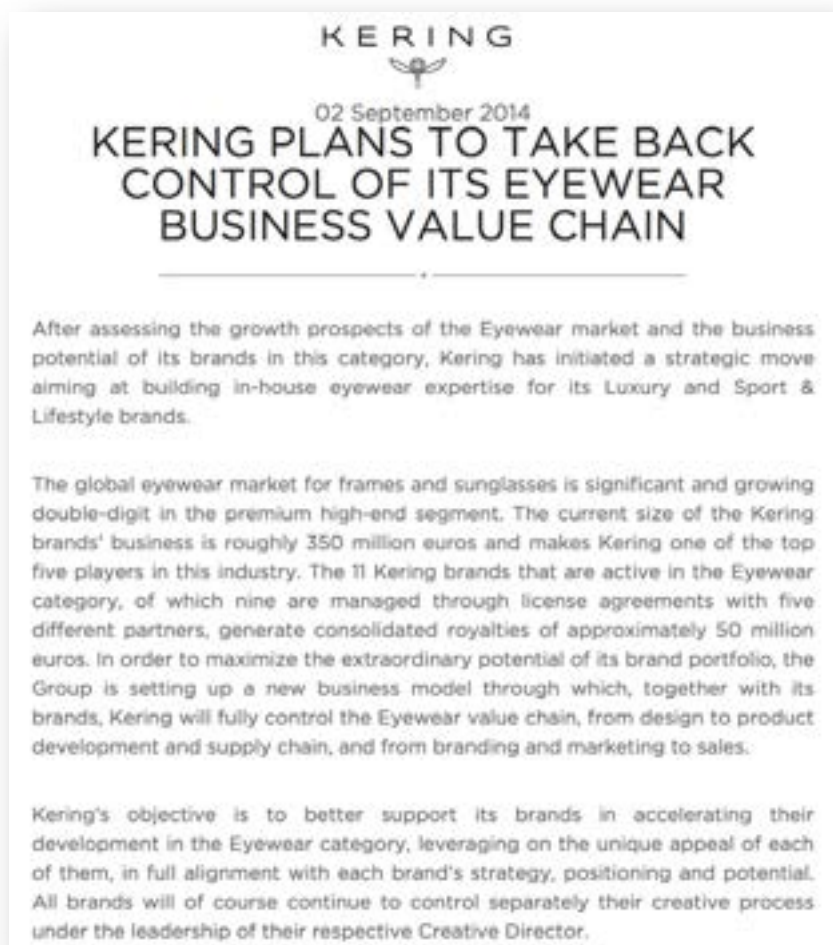 KERING
02 September 2014
KERING PLANS TO TAKE BACK
CONTROL OF ITS EYEWEAR
BUSINESS VALUE CHAIN
After assessing the growth prospects of the Eyewear market and the business
potential of its brands in this category, Kering has initiated a strategic move
aiming at building in-house eyewear expertise for its Luxury and Sport &
Lifestyle brands.
The global eyewear market for frames and sunglasses is significant and growing
double-digit in the premium high-end segment. The current size of the Kering
brands' business is roughly 350 million euros and makes Kering one of the top
five players in this industry. The 11 Kering brands that are active in the Eyewear
category, of which nine are managed through license agreements with five
different partners, generate consolidated royalties of approximately 50 million
euros. In order to maximize the extraordinary potential of its brand portfolio, the
Group is setting up a new business model through which, together with its
brands, Kering will fully control the Eyewear value chain, from design to product
development and supply chain, and from branding and marketing to sales.
Kering's objective is to better support its brands in accelerating their
development in the Eyewear category, leveraging on the unique appeal of each
of them, in full alignment with each brand's strategy, positioning and potential.
All brands will of course continue to control separately their creative process
under the leadership of their respective Creative Director.